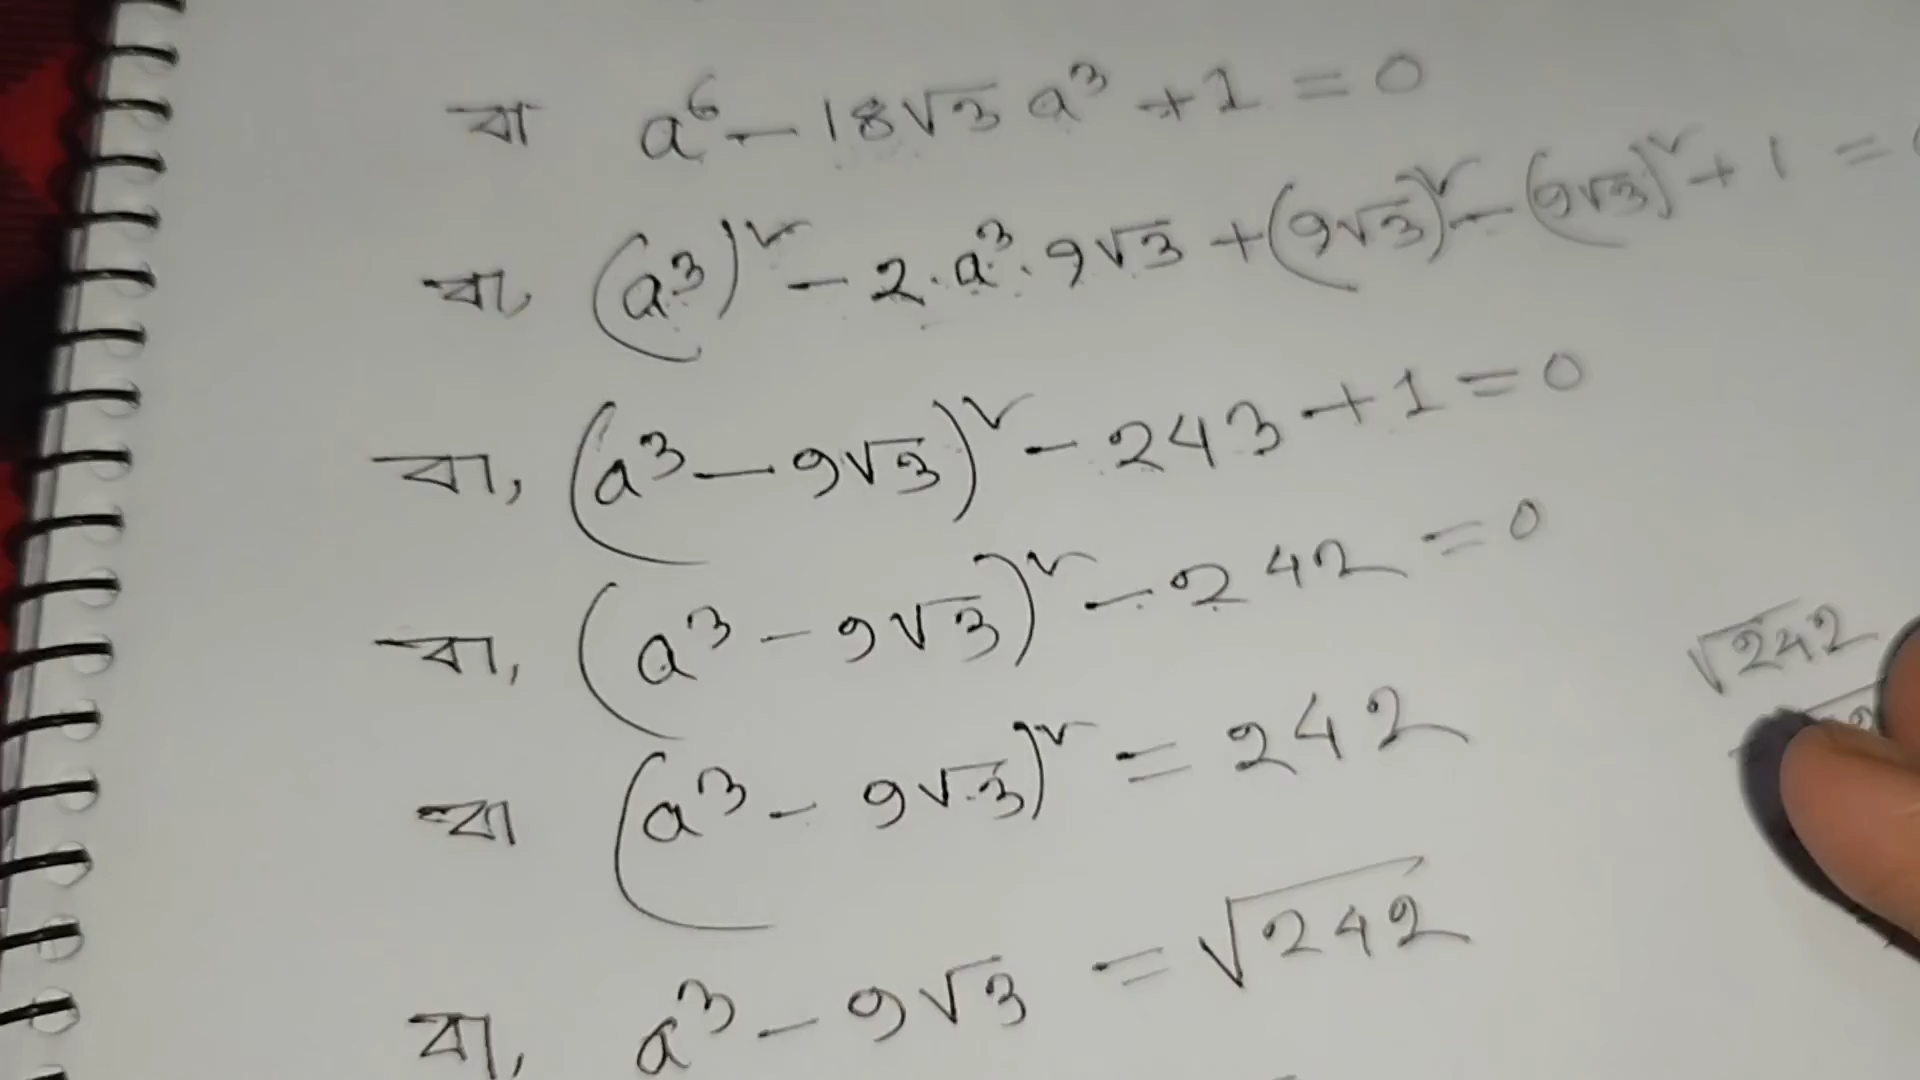 বা a⁶ − 18√3 a³ + 1 = 0
বা, (a³)² − 2·a³·9√3 + (9√3)² − (9√3)² + 1 =
বা, (a³ − 9√3)² − 243 + 1 = 0
বা, (a³ − 9√3)² − 242 = 0
√242
বা (a³ − 9√3)² = 242
বা, a³ − 9√3 = √242